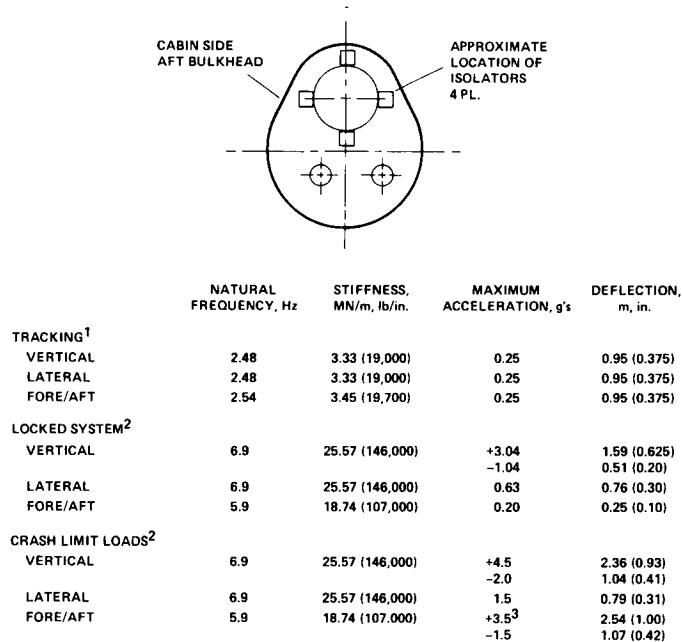 CABIN SIDE
AFT BULKHEAD
APPROXIMATE
LOCATION OF
ISOLATORS
4 PL.
NATURAL FREQUENCY, Hz STIFFNESS, MN/m, lb/in. MAXIMUM ACCELERATION, g's DEFLECTION, m, in.
TRACKING1
VERTICAL 2.48 3.33 (19,000) 0.25 0.95 (0.375)
LATERAL 2.48 3.33 (19,000) 0.25 0.95 (0.375)
FORE/AFT 2.54 3.45 (19,700) 0.25 0.95 (0.375)
LOCKED SYSTEM2
VERTICAL 6.9 25.57 (146,000) +3.04 1.59 (0.625)
−1.04 0.51 (0.20)
LATERAL 6.9 25.57 (146,000) 0.63 0.76 (0.30)
FORE/AFT 5.9 18.74 (107,000) 0.20 0.25 (0.10)
CRASH LIMIT LOADS2
VERTICAL 6.9 25.57 (146,000) +4.5 2.36 (0.93)
−2.0 1.04 (0.41)
LATERAL 6.9 25.57 (146,000) 1.5 0.79 (0.31)
FORE/AFT 5.9 18.74 (107.000) +3.53 2.54 (1.00)
−1.5 1.07 (0.42)